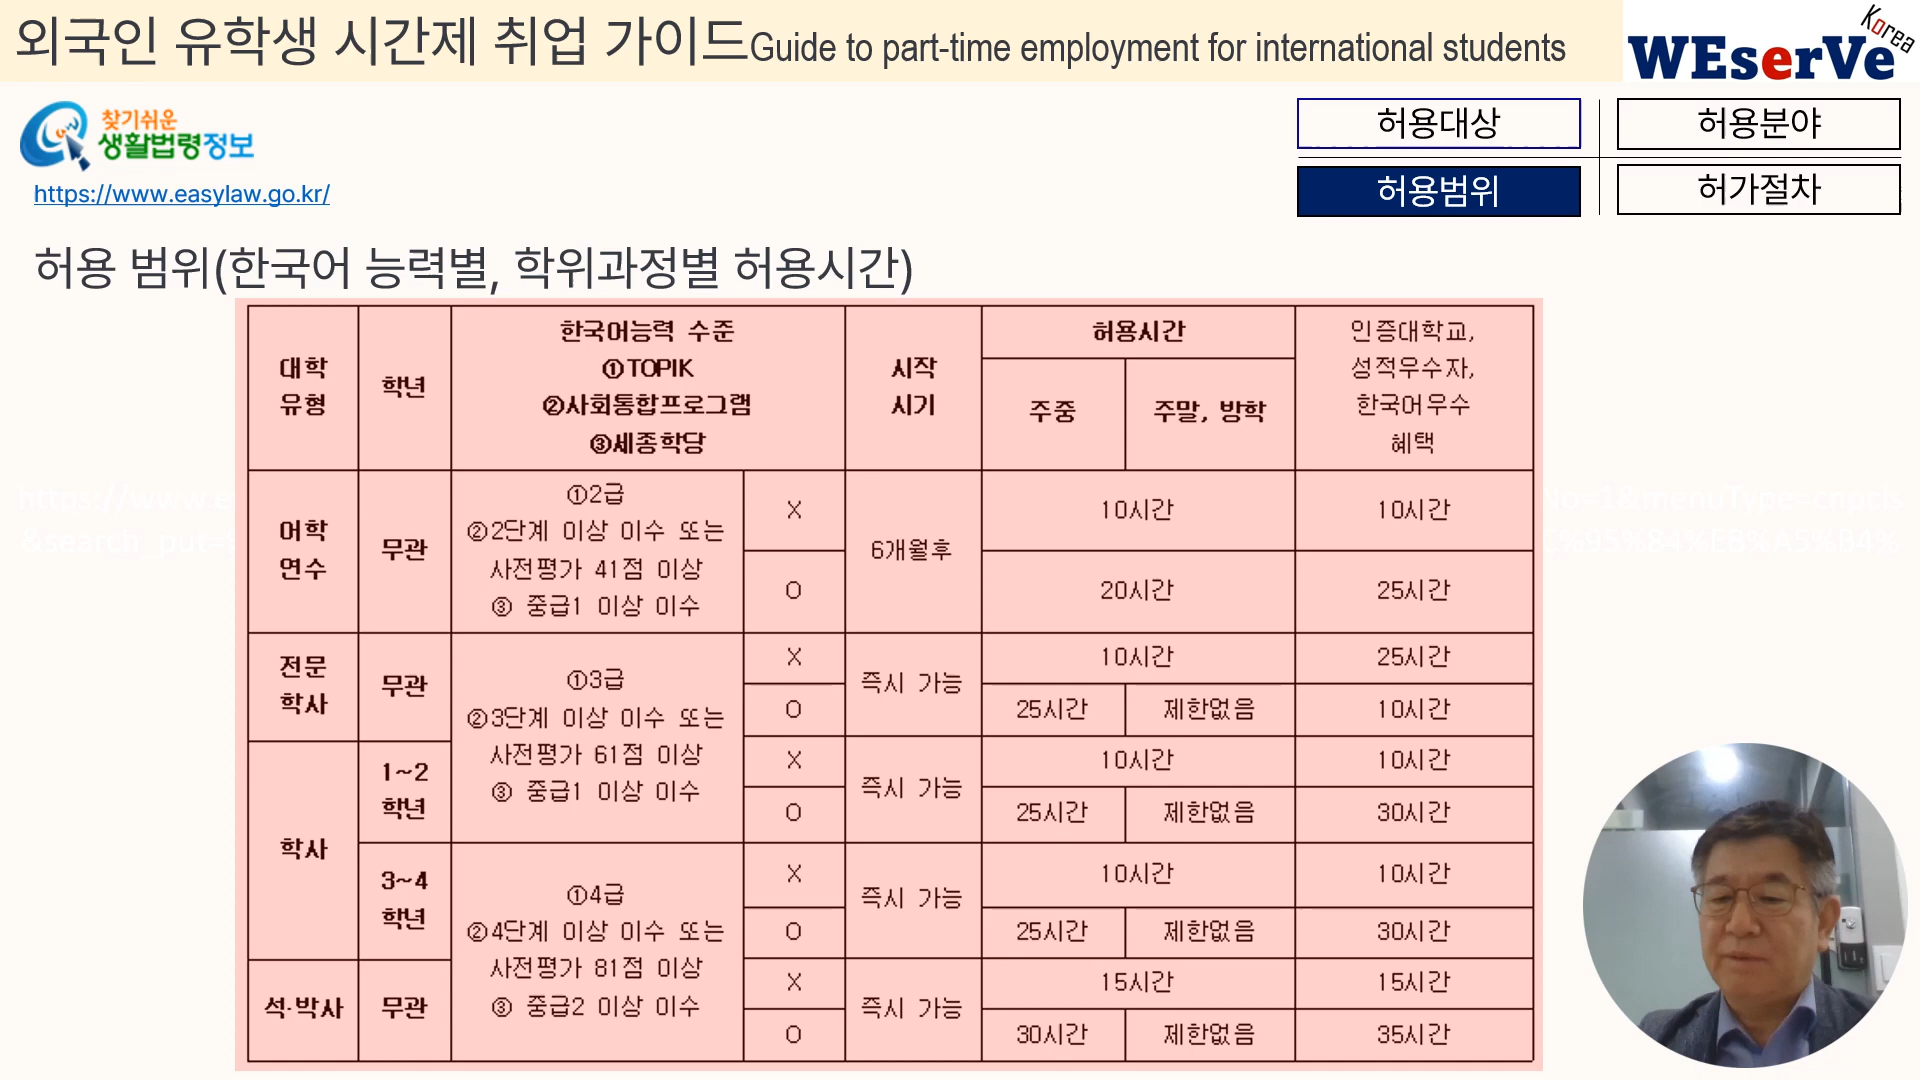 외국인 유학생 시간제 취업 가이드Guide to part-time employment for international students
WEserVe Korea
찾기쉬운
생활법령정보
https://www.easylaw.go.kr/
허용대상
허용분야
허용범위
허가절차
허용 범위(한국어 능력별, 학위과정별 허용시간)
대학
유형
학년
한국어능력 수준
①TOPIK
②사회통합프로그램
③세종학당
시작
시기
허용시간
주중
주말, 방학
인증대학교,
성적우수자,
한국어우수
혜택
어학
연수
무관
①2급
②2단계 이상 이수 또는
사전평가 41점 이상
③ 중급1 이상 이수
X
6개월후
10시간
10시간
O
20시간
25시간
전문
학사
무관
①3급
②3단계 이상 이수 또는
사전평가 61점 이상
③ 중급1 이상 이수
X
즉시 가능
10시간
25시간
O
25시간
제한없음
10시간
학사
1~2
학년
X
즉시 가능
10시간
10시간
O
25시간
제한없음
30시간
3~4
학년
①4급
②4단계 이상 이수 또는
사전평가 81점 이상
③ 중급2 이상 이수
X
즉시 가능
10시간
10시간
O
25시간
제한없음
30시간
석·박사
무관
X
즉시 가능
15시간
15시간
O
30시간
제한없음
35시간